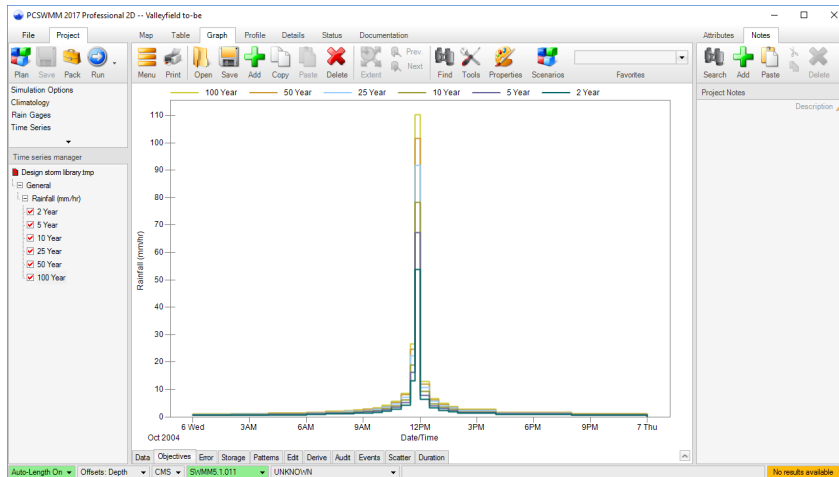 PCSWMM 2017 Professional 2D -- Valleyfield to-be
File Project Map Table Graph Profile Details Status Documentation Attributes Notes
Plan Save Pack Run Menu Print Open Save Add Copy Paste Delete Extent Prev. Next Find Tools Properties Scenarios Favorites Search Add Paste Delete
Simulation Options
Climatology
Rain Gages
Time Series
Time series manager
Design storm library.tmp
General
Rainfall (mm/hr)
2 Year
5 Year
10 Year
25 Year
50 Year
100 Year
100 Year 50 Year 25 Year 10 Year 5 Year 2 Year
110
100
90
80
70
60
50
40
30
20
10
0
Rainfall (mm/hr)
6 Wed 3AM 6AM 9AM 12PM 3PM 6PM 9PM 7 Thu
Oct 2004
Date/Time
Project Notes
Description
Data Objectives Error Storage Patterns Edit Derive Audit Events Scatter Duration
Auto-Length On Offsets: Depth CMS SWMM5.1.011 UNKNOWN No results available